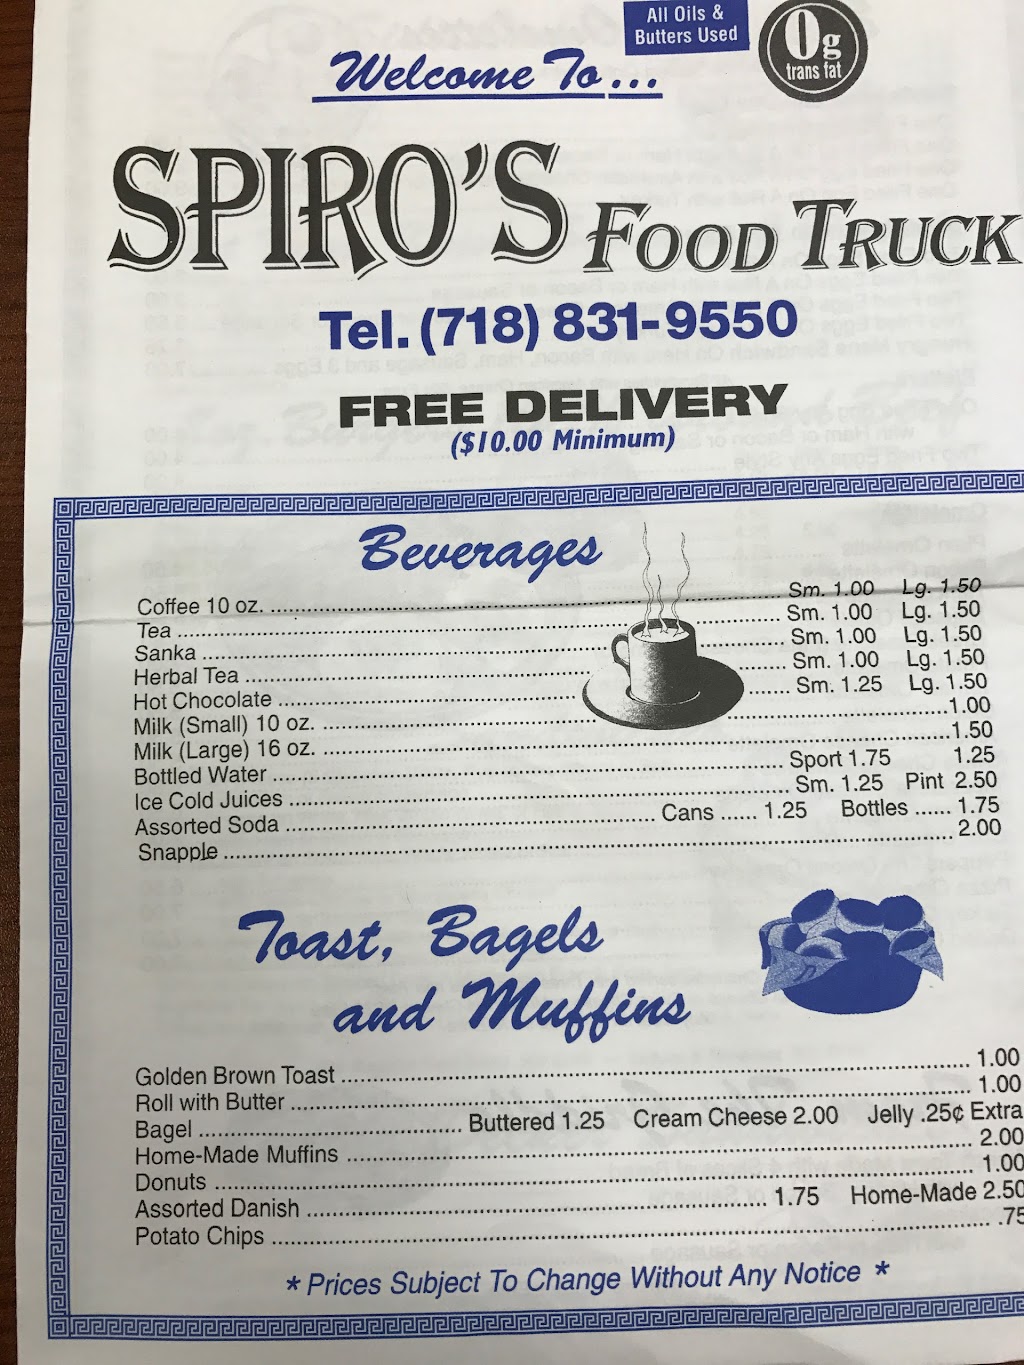 All Oils &
Butters Used
0g
trans fat
Welcome To...
SPIRO'S FOOD TRUCK
Tel. (718) 831-9550
FREE DELIVERY
($10.00 Minimum)
Beverages
Coffee 10 oz. ........ Sm. 1.00 Lg. 1.50
Tea ........ Sm. 1.00 Lg. 1.50
Sanka ........ Sm. 1.00 Lg. 1.50
Herbal Tea ........ Sm. 1.00 Lg. 1.50
Hot Chocolate ........ Sm. 1.25 Lg. 1.50
Milk (Small) 10 oz. ........ 1.00
Milk (Large) 16 oz. ........ 1.50
Bottled Water ........ Sport 1.75 1.25
Ice Cold Juices ........ Sm. 1.25 Pint 2.50
Assorted Soda ........ Cans ...... 1.25 Bottles ...... 1.75
Snapple ........ 2.00
Toast, Bagels
and Muffins
Golden Brown Toast ........ 1.00
Roll with Butter ........ 1.00
Bagel ........ Buttered 1.25 Cream Cheese 2.00 Jelly .25¢ Extra
Home-Made Muffins ........ 2.00
Donuts ........ 1.00
Assorted Danish ........ 1.75 Home-Made 2.50
Potato Chips ........ .75
* Prices Subject To Change Without Any Notice *